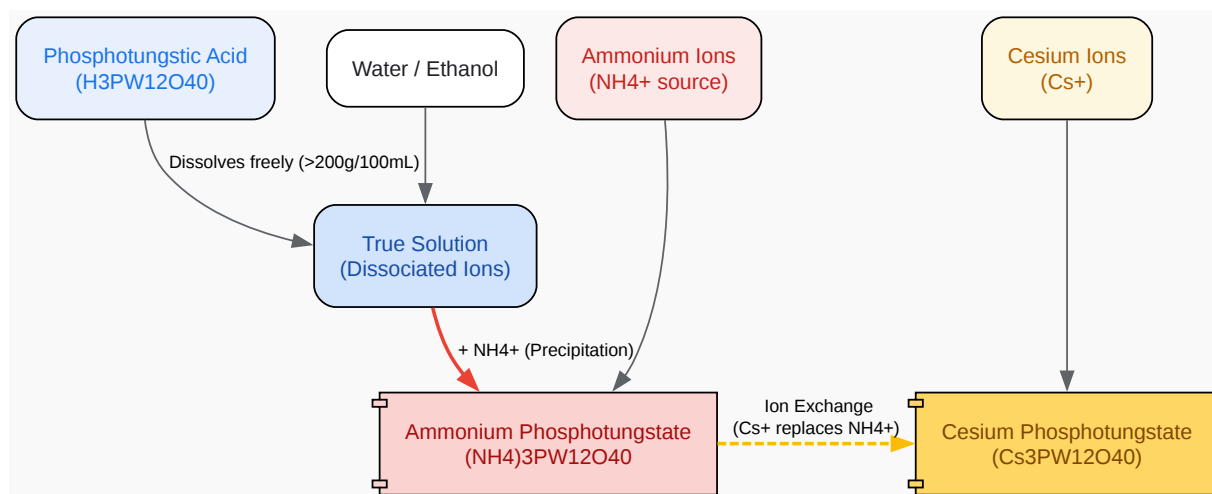 Phosphotungstic Acid
(H3PW12O40)
Water / Ethanol
Ammonium Ions
(NH4+ source)
Cesium Ions
(Cs+)
Dissolves freely (>200g/100mL)
True Solution
(Dissociated Ions)
+ NH4+ (Precipitation)
Ammonium Phosphotungstate
(NH4)3PW12O40
Ion Exchange
(Cs+ replaces NH4+)
Cesium Phosphotungstate
(Cs3PW12O40)